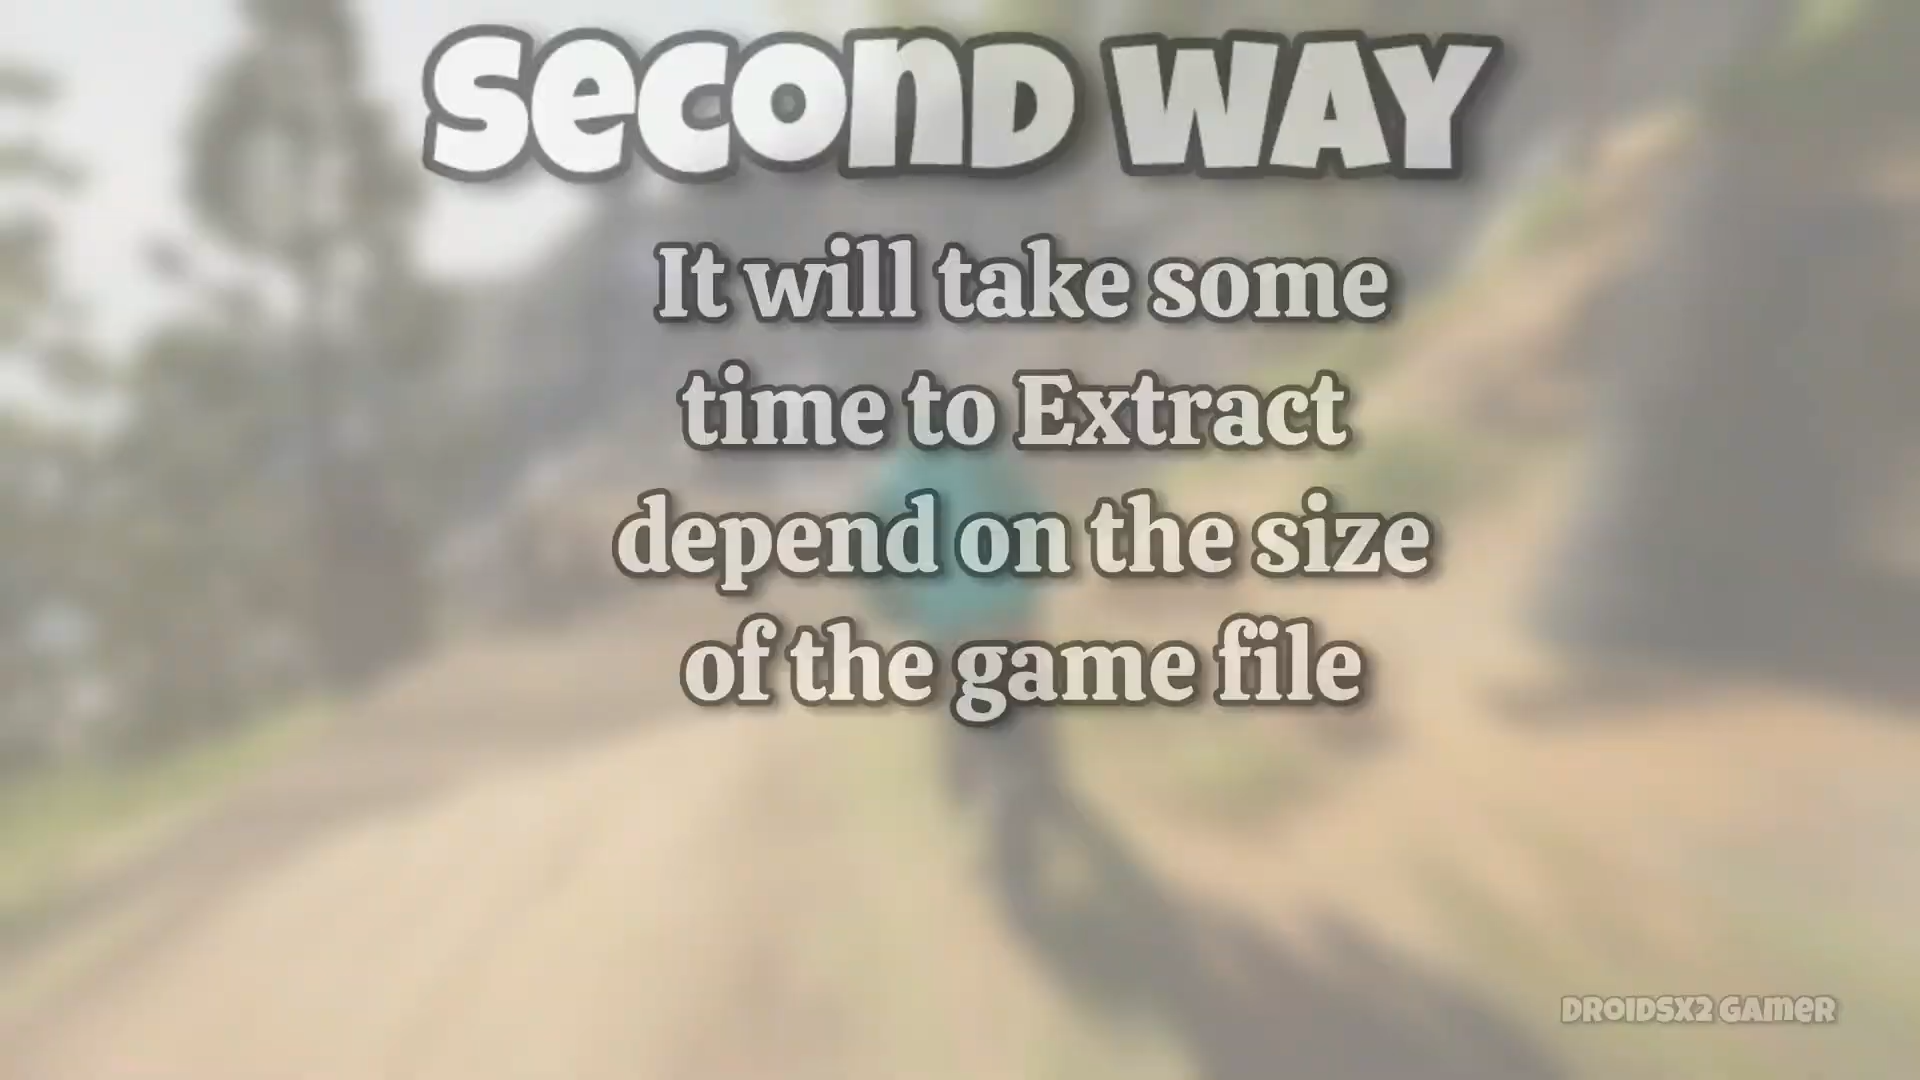 SeCOnD WAY
It will take some
time to Extract
depend on the size
of the game file
DROIDSX2 GAMER